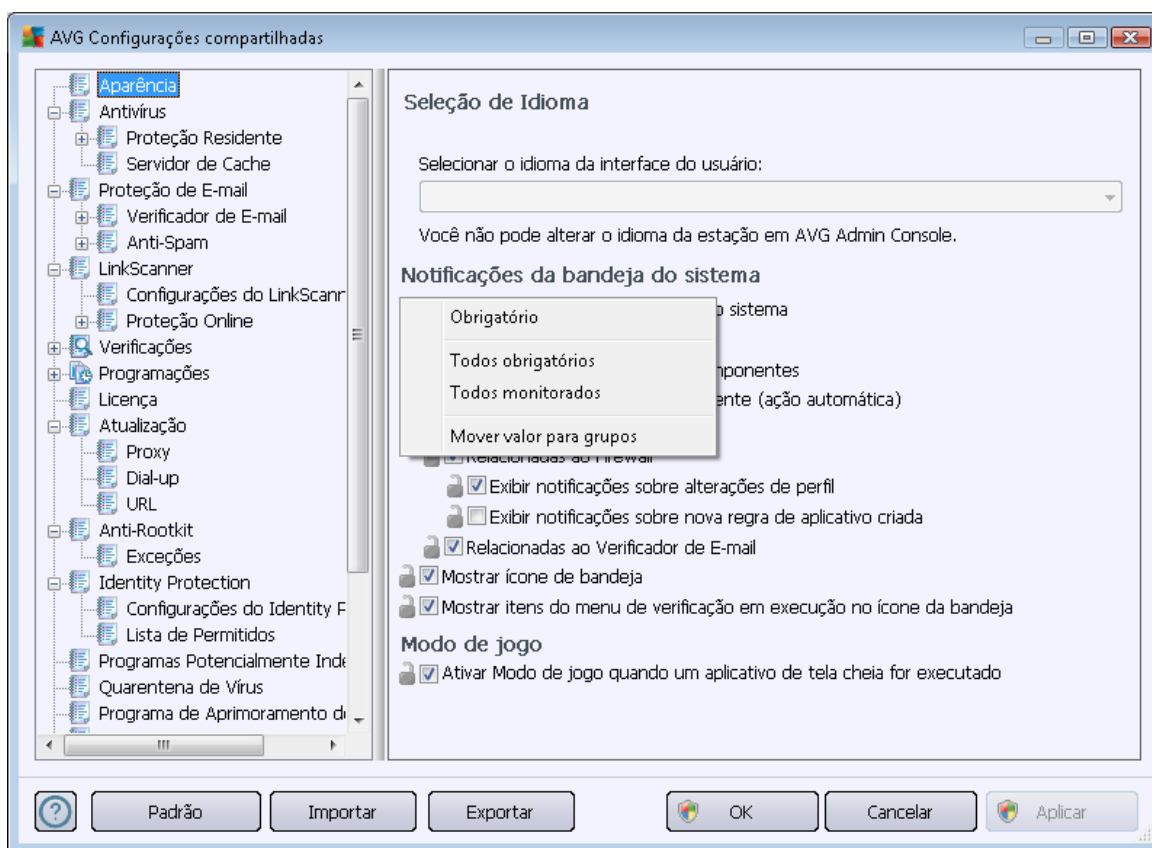 AVG Configurações compartilhadas
Aparência
Antivírus
Proteção Residente
Servidor de Cache
Proteção de E-mail
Verificador de E-mail
Anti-Spam
LinkScanner
Configurações do LinkScanr
Proteção Online
Verificações
Programações
Licença
Atualização
Proxy
Dial-up
URL
Anti-Rootkit
Exceções
Identity Protection
Configurações do Identity P
Lista de Permitidos
Programas Potencialmente Inde
Quarentena de Vírus
Programa de Aprimoramento d
Seleção de Idioma
Selecionar o idioma da interface do usuário:
Você não pode alterar o idioma da estação em AVG Admin Console.
Notificações da bandeja do sistema
sistema
Obrigatório
Todos obrigatórios
Todos monitorados
Mover valor para grupos
ponentes
ente (ação automática)
Relacionadas ao Firewall
Exibir notificações sobre alterações de perfil
Exibir notificações sobre nova regra de aplicativo criada
Relacionadas ao Verificador de E-mail
Mostrar ícone de bandeja
Mostrar itens do menu de verificação em execução no ícone da bandeja
Modo de jogo
Ativar Modo de jogo quando um aplicativo de tela cheia for executado
Padrão
Importar
Exportar
OK
Cancelar
Aplicar